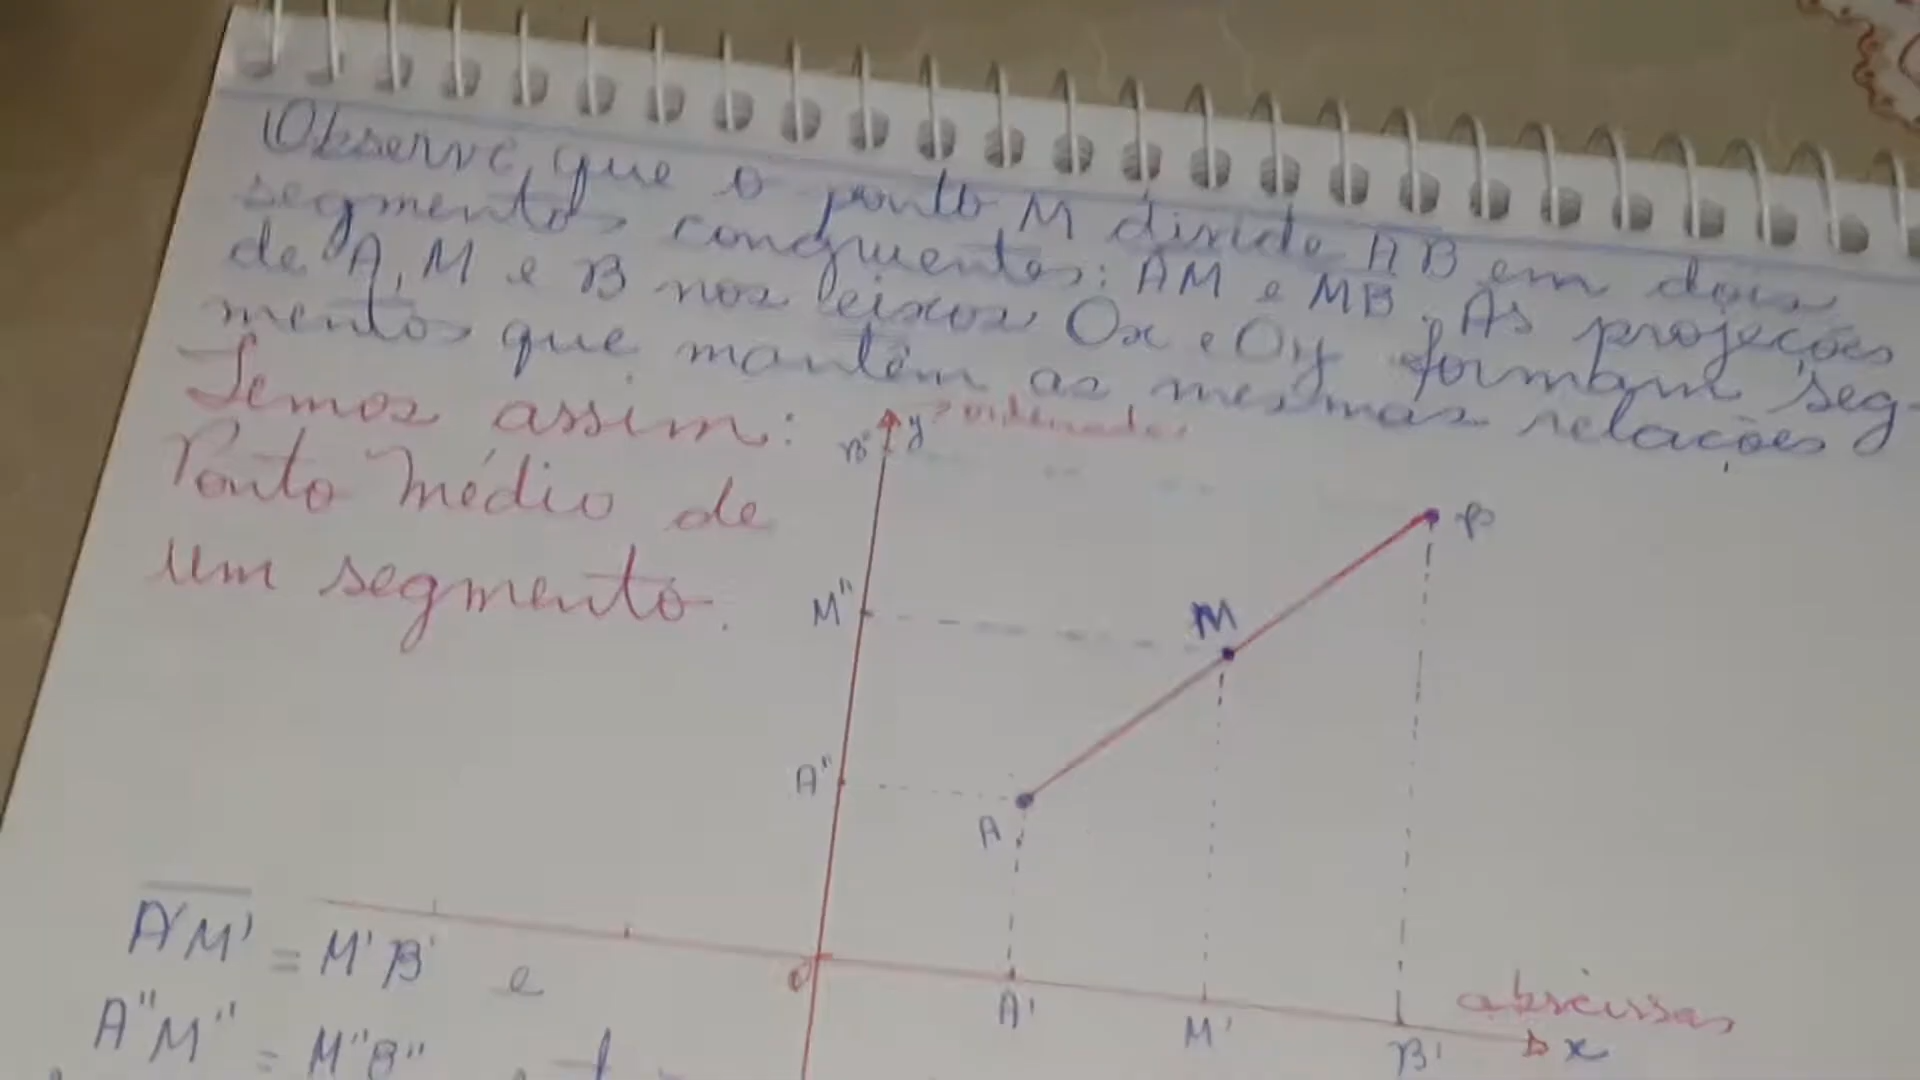 Observe que o ponto M divide AB em dois
segmentos congruentes: AM e MB. As projeções
de A, M e B nos eixos Ox e Oy formam seg-
mentos que mantêm as mesmas relações
Temos assim:
Ponto médio de
um segmento.
B" y ordenadas
B
M" M
A"
A
A'M' = M'B' e
A"M" = M"B"
O A' M' B' x
abscissas